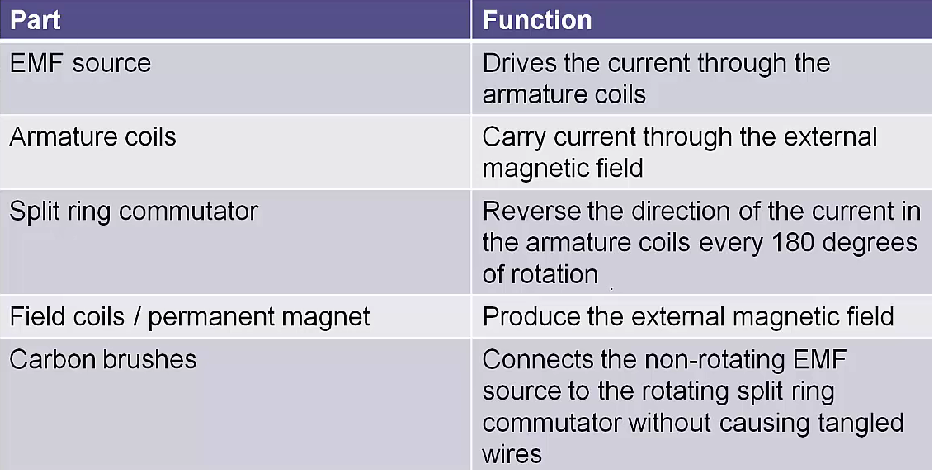 Part
Function
EMF source
Drives the current through the
armature coils
Armature coils
Carry current through the external
magnetic field
Split ring commutator
Reverse the direction of the current in
the armature coils every 180 degrees
of rotation
Field coils / permanent magnet
Produce the external magnetic field
Carbon brushes
Connects the non-rotating EMF
source to the rotating split ring
commutator without causing tangled
wires